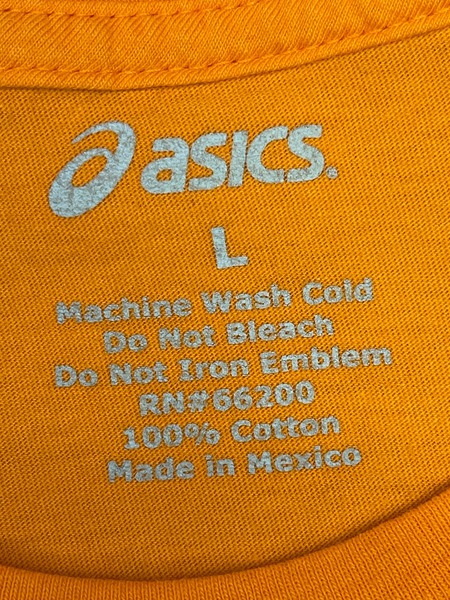 asics.
L
Machine Wash Cold
Do Not Bleach
Do Not Iron Emblem
RN#66200
100% Cotton
Made in Mexico